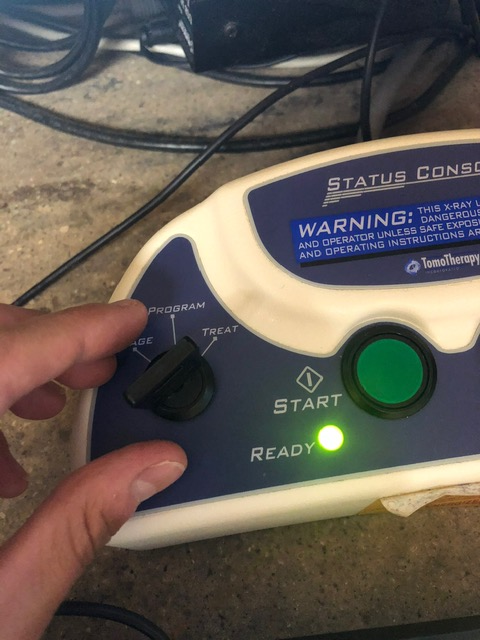 STATUS CONSO
WARNING: THIS X-RAY U
DANGEROUS
AND OPERATOR UNLESS SAFE EXPOS
AND OPERATING INSTRUCTIONS AR
TomoTherapy
PROGRAM
AGE
TREAT
START
READY